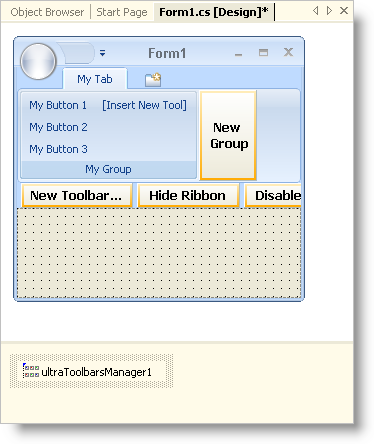 Object Browser Start Page Form1.cs [Design]*
Form1
My Tab
My Button 1 [Insert New Tool]
My Button 2
My Button 3
New
Group
My Group
New Toolbar... Hide Ribbon Disable
ultraToolbarsManager1